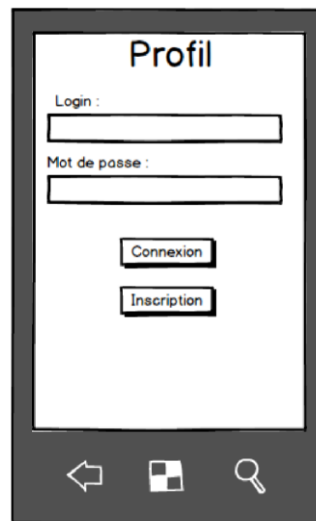 Profil
Login :
Mot de passe :
Connexion
Inscription